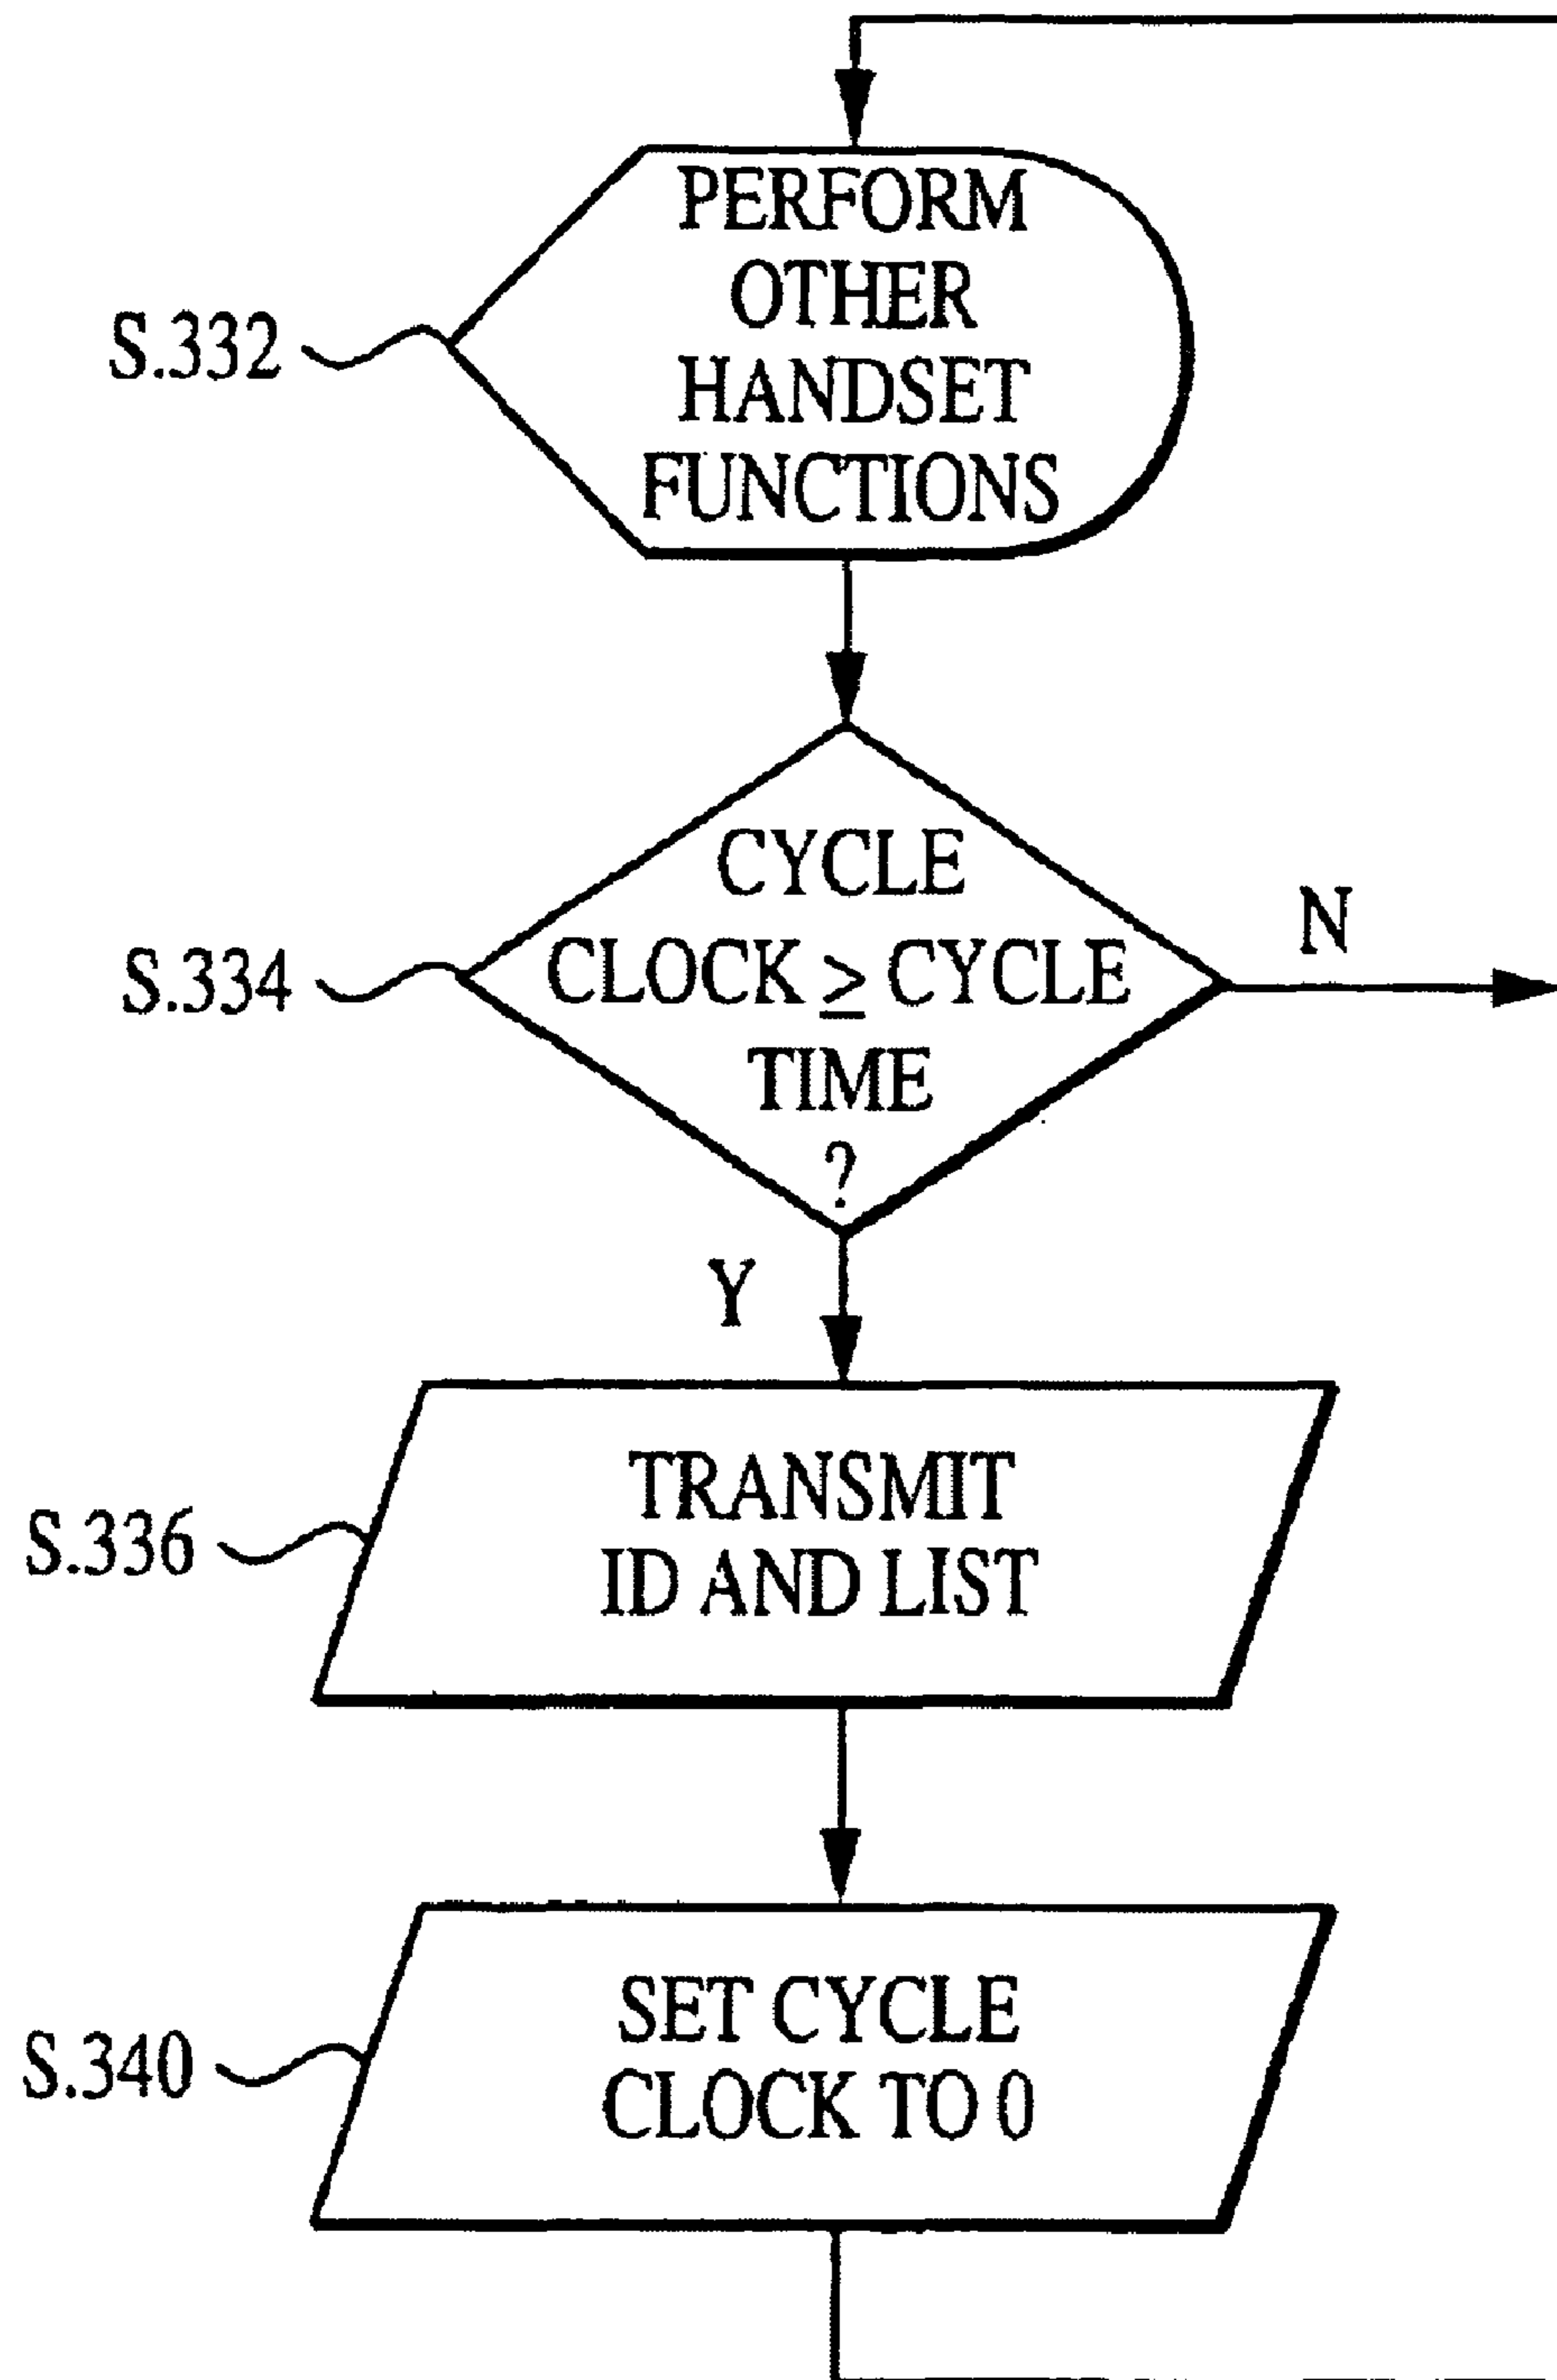 PERFORM
OTHER
HANDSET
FUNCTIONS
S.332
CYCLE
CLOCK ≥ CYCLE
TIME
?
S.334
N
Y
TRANSMIT
ID AND LIST
S.336
SET CYCLE
CLOCK TO 0
S.340